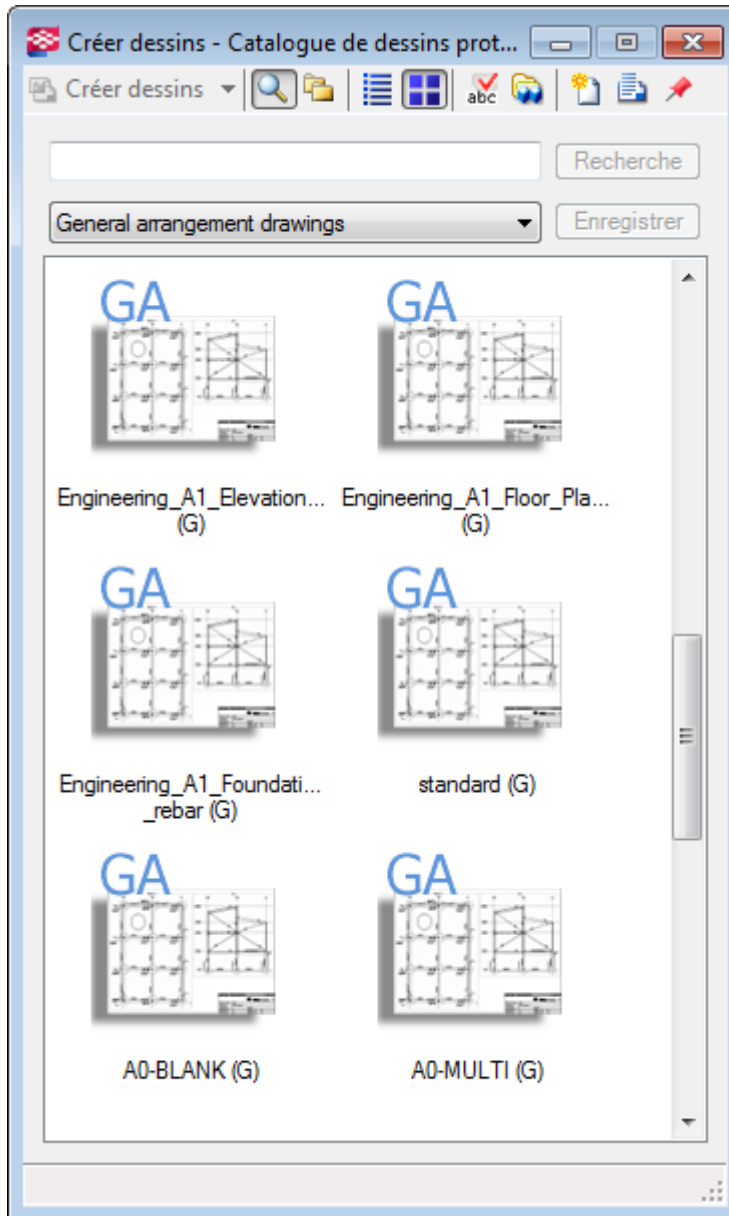 Créer dessins - Catalogue de dessins prot...
Créer dessins
abc
Recherche
General arrangement drawings
Enregistrer
GA GA
Engineering_A1_Elevation... Engineering_A1_Floor_Pla...
(G) (G)
GA GA
Engineering_A1_Foundati... standard (G)
_rebar (G)
GA GA
A0-BLANK (G) A0-MULTI (G)